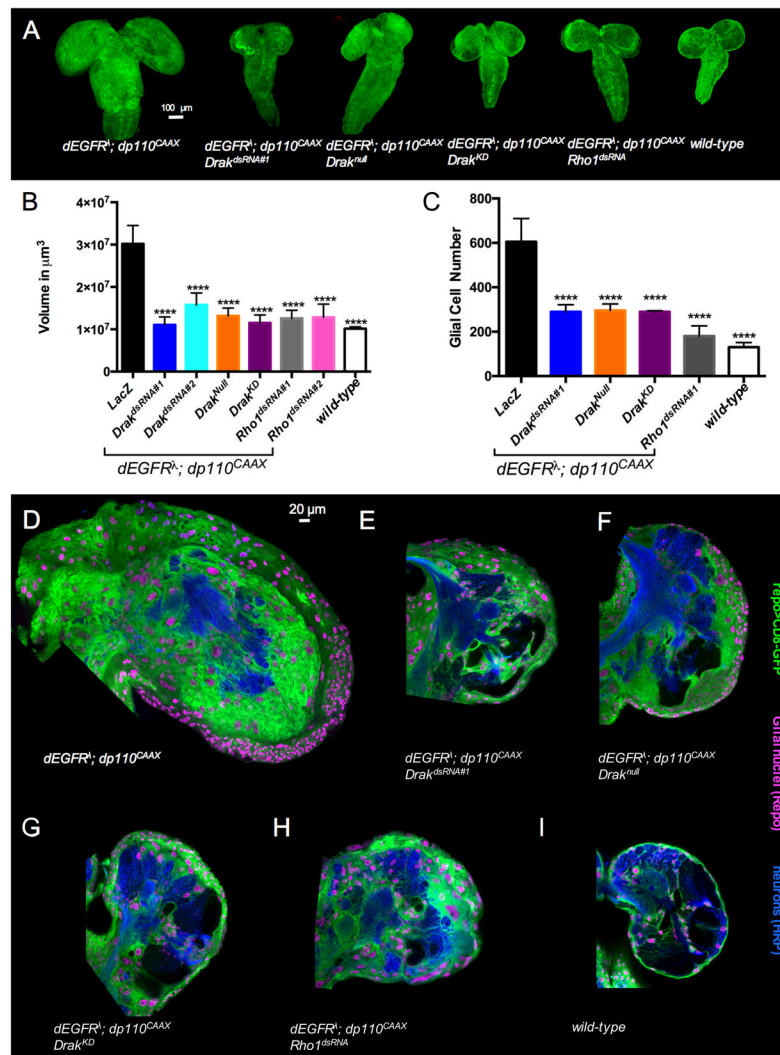 A
100 μm
dEGFRλ; dp110CAAX
dEGFRλ; dp110CAAX
DrakdsRNA#1
dEGFRλ; dp110CAAX
Draknull
dEGFRλ; dp110CAAX
DrakKD
dEGFRλ; dp110CAAX
Rho1dsRNA
wild-type
B
Volume in μm3
4×107
3×107
2×107
1×107
0
****
****
****
****
****
****
****
LacZ
DrakdsRNA#1
DrakdsRNA#2
DrakNull
DrakKD
Rho1dsRNA#1
Rho1dsRNA#2
wild-type
dEGFRλ; dp110CAAX
C
Glial Cell Number
800
600
400
200
0
****
****
****
****
****
LacZ
DrakdsRNA#1
DrakNull
DrakKD
Rho1dsRNA#1
wild-type
dEGFRλ; dp110CAAX
D
20 μm
dEGFRλ; dp110CAAX
E
dEGFRλ; dp110CAAX
DrakdsRNA#1
F
dEGFRλ; dp110CAAX
Draknull
repo-CD8-GFP
Glial nuclei (Repo)
neurons (HRP)
G
dEGFRλ; dp110CAAX
DrakKD
H
dEGFRλ; dp110CAAX
Rho1dsRNA
I
wild-type